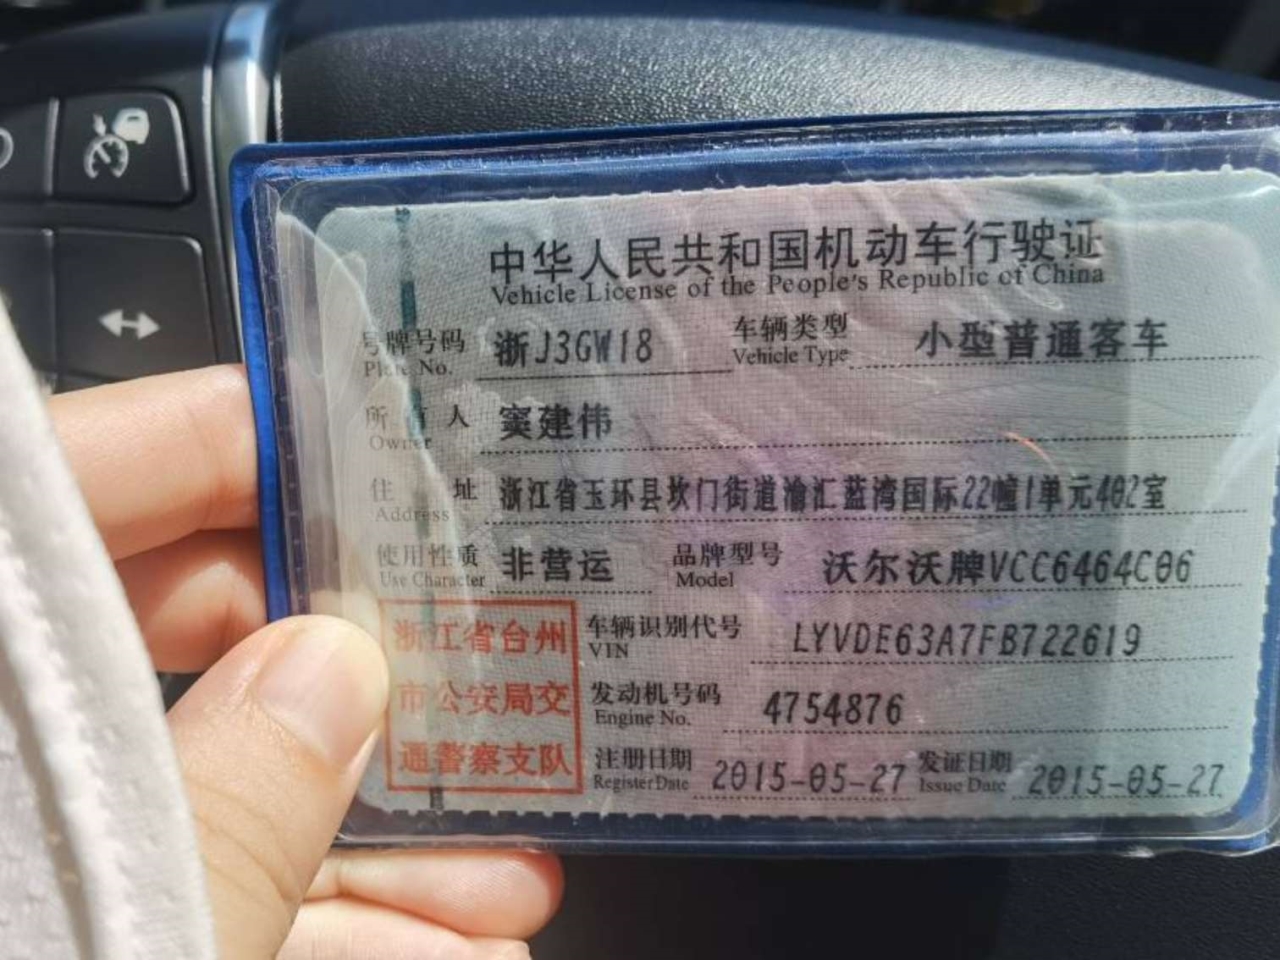 中华人民共和国机动车行驶证
Vehicle License of the People's Republic of China
号牌号码 浙J3GW18 车辆类型 小型普通客车
Plate No. Vehicle Type
所有人 窦建伟
Owner
住址 浙江省玉环县坎门街道渝汇蓝湾国际22幢1单元402室
Address
使用性质 非营运 品牌型号 沃尔沃牌VCC6464C06
Use Character Model
浙江省台州
市公安局交
通警察支队
车辆识别代号 LYVDE63A7FB722619
VIN
发动机号码 4754876
Engine No.
注册日期 2015-05-27 发证日期 2015-05-27
Register Date Issue Date